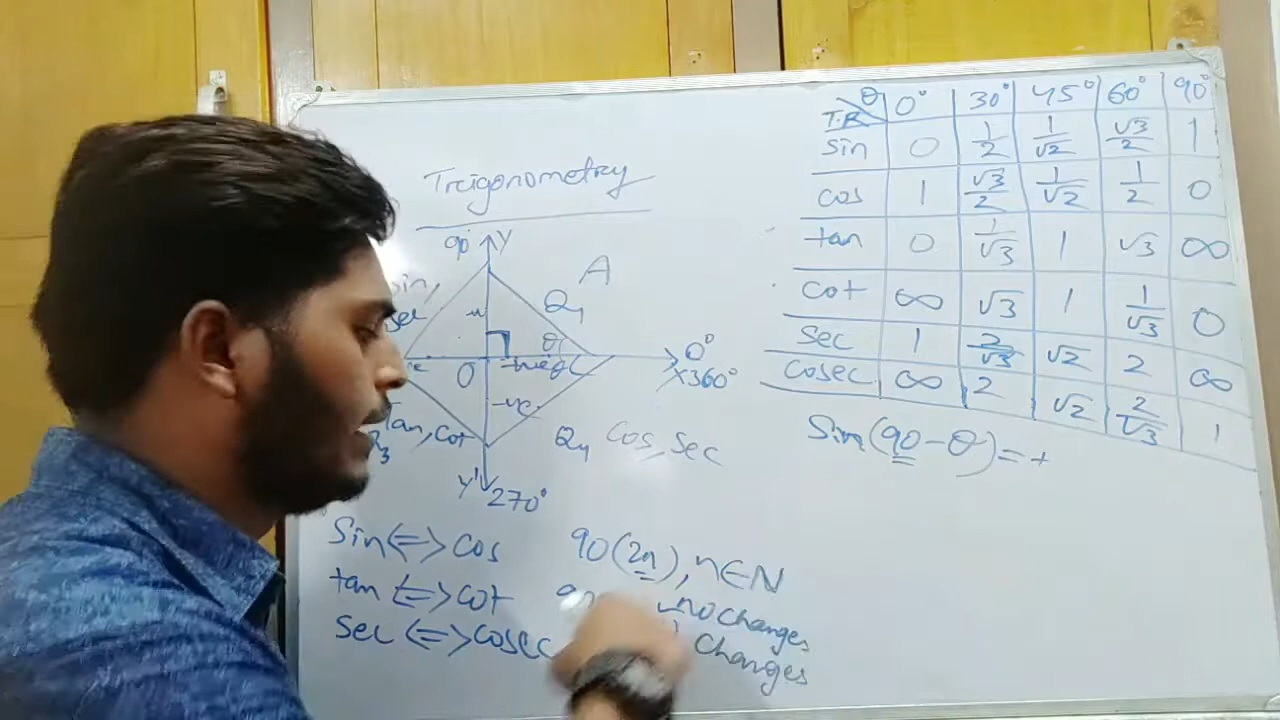 Trigonometry
90° Y
A
Q1
θ
0°
X 360°
O
-ve
Tan, Cot
Q4 Cos, Sec
Y' 270°
Sin <=> Cos
tan <=> cot
Sec <=> Cosec
90(2n), n∈N
no changes
Changes
T.R θ 0° 30° 45° 60° 90°
sin 0 1/2 1/√2 √3/2 1
cos 1 √3/2 1/√2 1/2 0
tan 0 1/√3 1 √3 ∞
cot ∞ √3 1 1/√3 0
sec 1 2/√3 √2 2 ∞
cosec ∞ 2 √2 2/√3 1
Sin(90-θ)=+